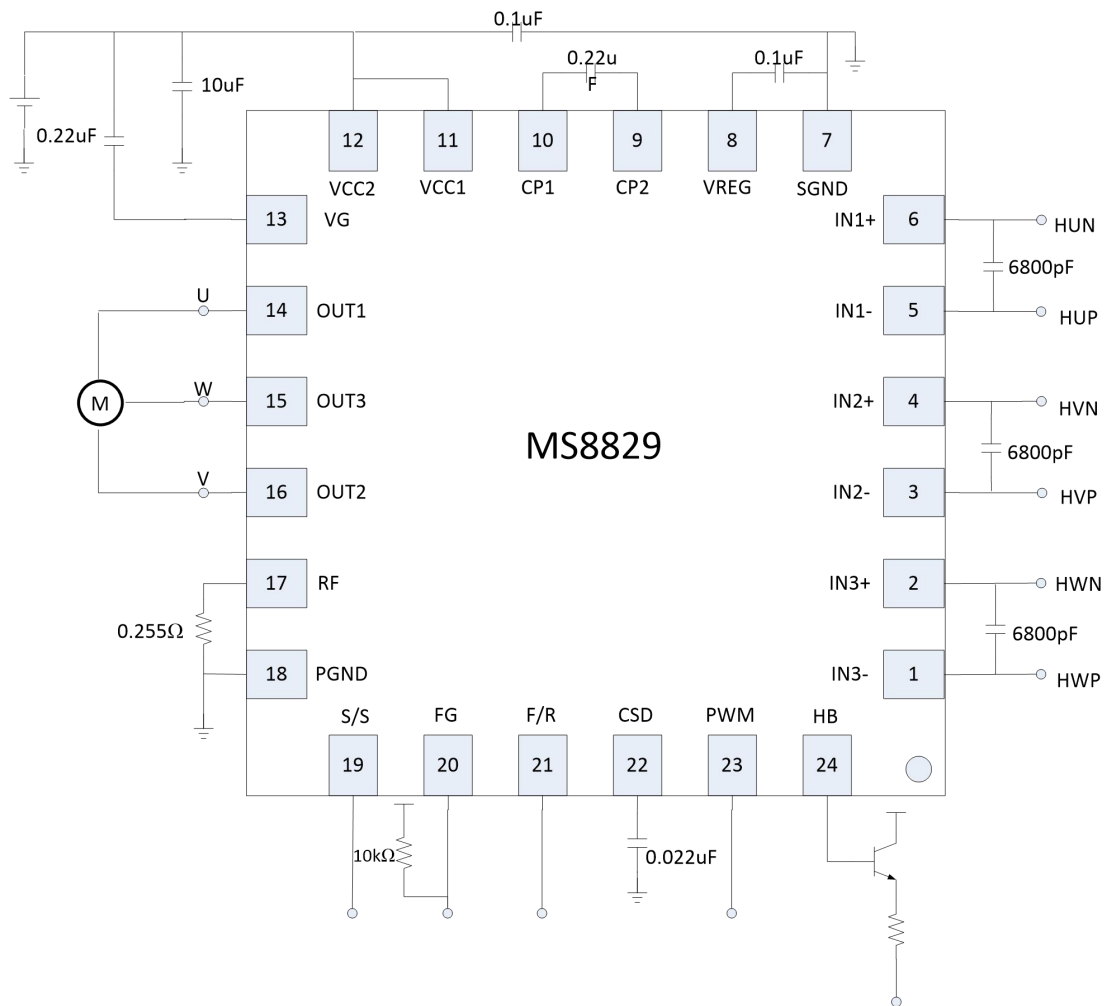 0.1uF
0.22u
F
0.1uF
10uF
0.22uF
12
11
10
9
8
7
VCC2
VCC1
CP1
CP2
VREG
SGND
13
VG
IN1+
6
HUN
6800pF
U
14
OUT1
IN1-
5
HUP
M
W
15
OUT3
IN2+
4
HVN
MS8829
6800pF
V
16
OUT2
IN2-
3
HVP
17
RF
IN3+
2
HWN
0.255Ω
6800pF
18
PGND
IN3-
1
HWP
S/S
FG
F/R
CSD
PWM
HB
19
20
21
22
23
24
10kΩ
0.022uF